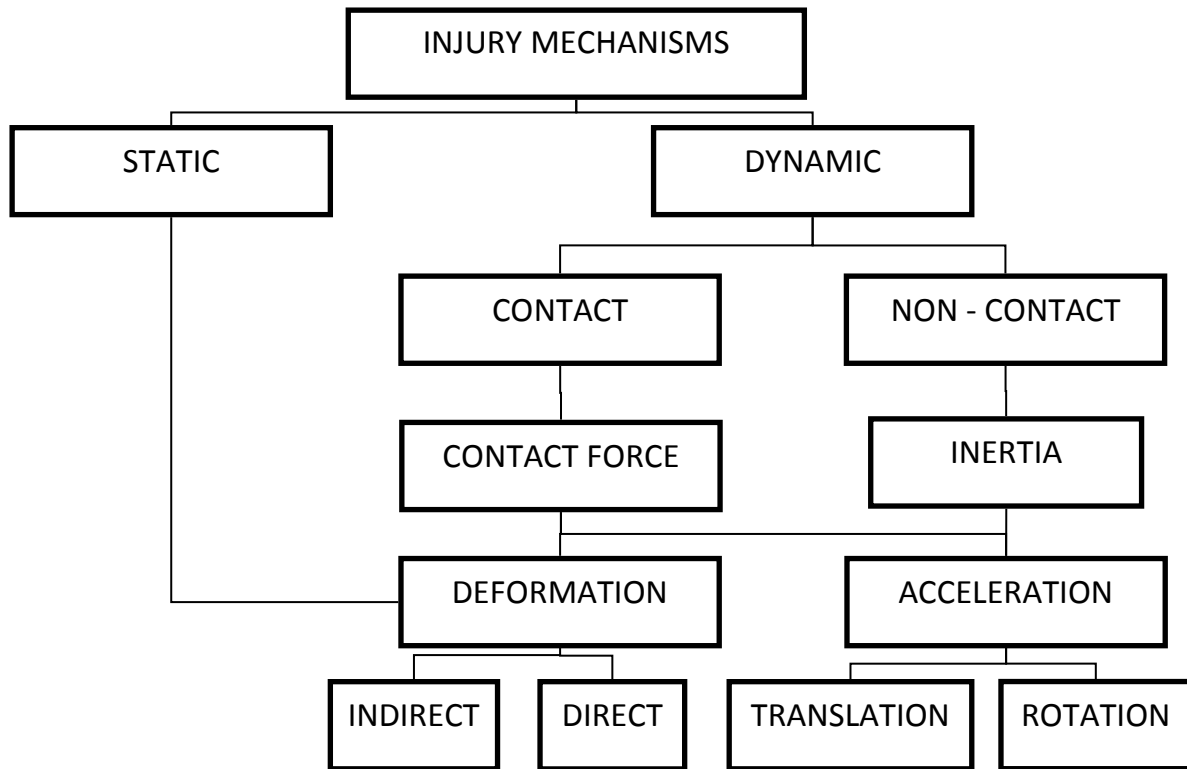 INJURY MECHANISMS
STATIC
DYNAMIC
CONTACT
NON - CONTACT
CONTACT FORCE
INERTIA
DEFORMATION
ACCELERATION
INDIRECT
DIRECT
TRANSLATION
ROTATION